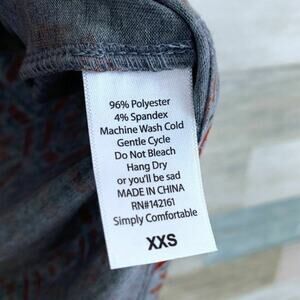 96% Polyester
4% Spandex
Machine Wash Cold
Gentle Cycle
Do Not Bleach
Hang Dry
or you'll be sad
MADE IN CHINA
RN#142161
Simply Comfortable
XXS